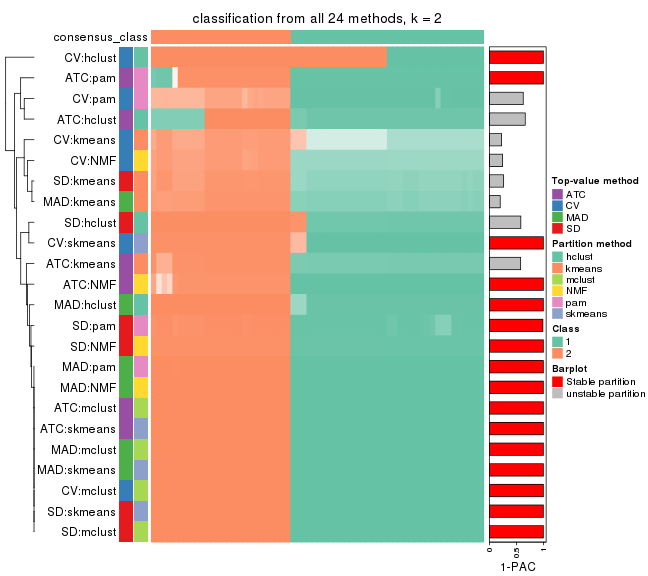 classification from all 24 methods, k = 2
consensus_class
CV:hclust
ATC:pam
CV:pam
ATC:hclust
CV:kmeans
CV:NMF
SD:kmeans
MAD:kmeans
SD:hclust
CV:skmeans
ATC:kmeans
ATC:NMF
MAD:hclust
SD:pam
SD:NMF
MAD:pam
MAD:NMF
ATC:mclust
ATC:skmeans
MAD:mclust
MAD:skmeans
CV:mclust
SD:skmeans
SD:mclust
0
0.5
1
1-PAC
Top-value method
ATC
CV
MAD
SD
Partition method
hclust
kmeans
mclust
NMF
pam
skmeans
Class
1
2
Barplot
Stable partition
unstable partition